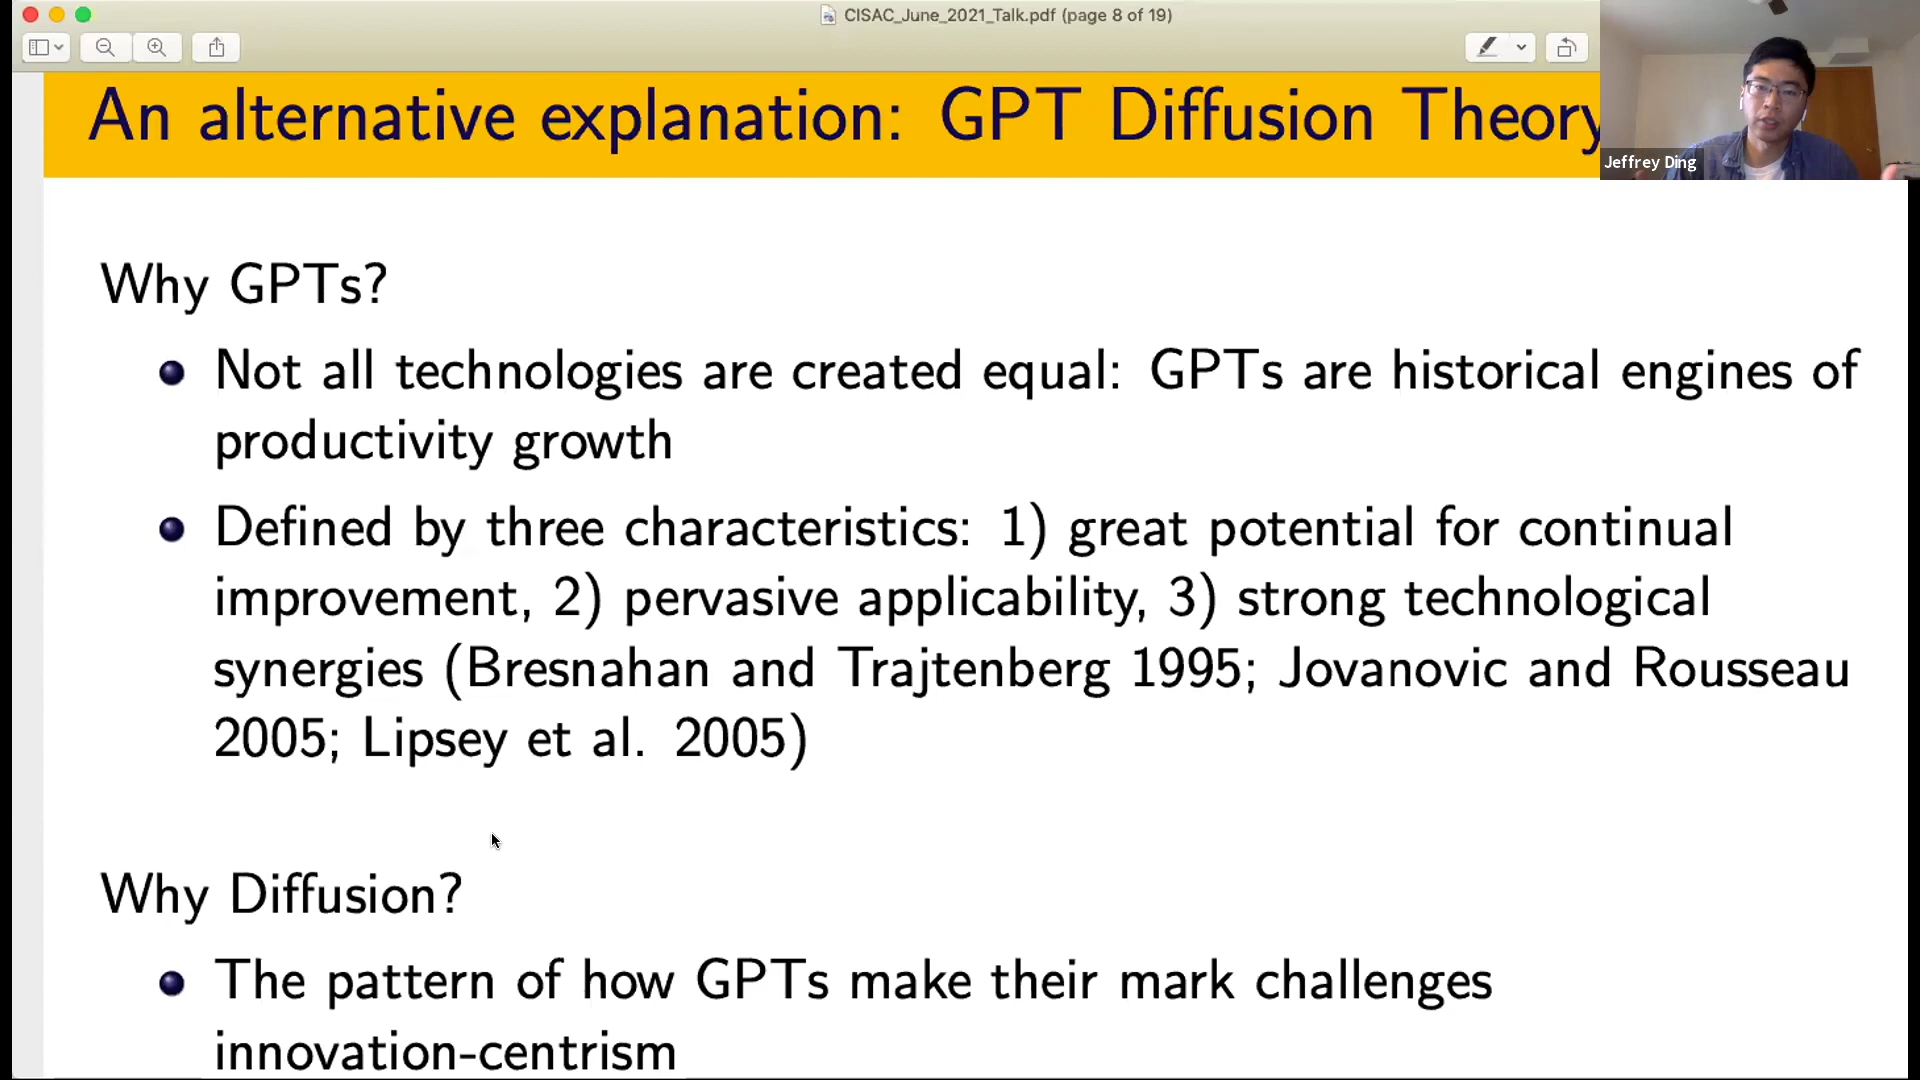 CISAC_June_2021_Talk.pdf (page 8 of 19)
An alternative explanation: GPT Diffusion Theory
Jeffrey Ding
Why GPTs?
Not all technologies are created equal: GPTs are historical engines of
productivity growth
Defined by three characteristics: 1) great potential for continual
improvement, 2) pervasive applicability, 3) strong technological
synergies (Bresnahan and Trajtenberg 1995; Jovanovic and Rousseau
2005; Lipsey et al. 2005)
Why Diffusion?
The pattern of how GPTs make their mark challenges
innovation-centrism